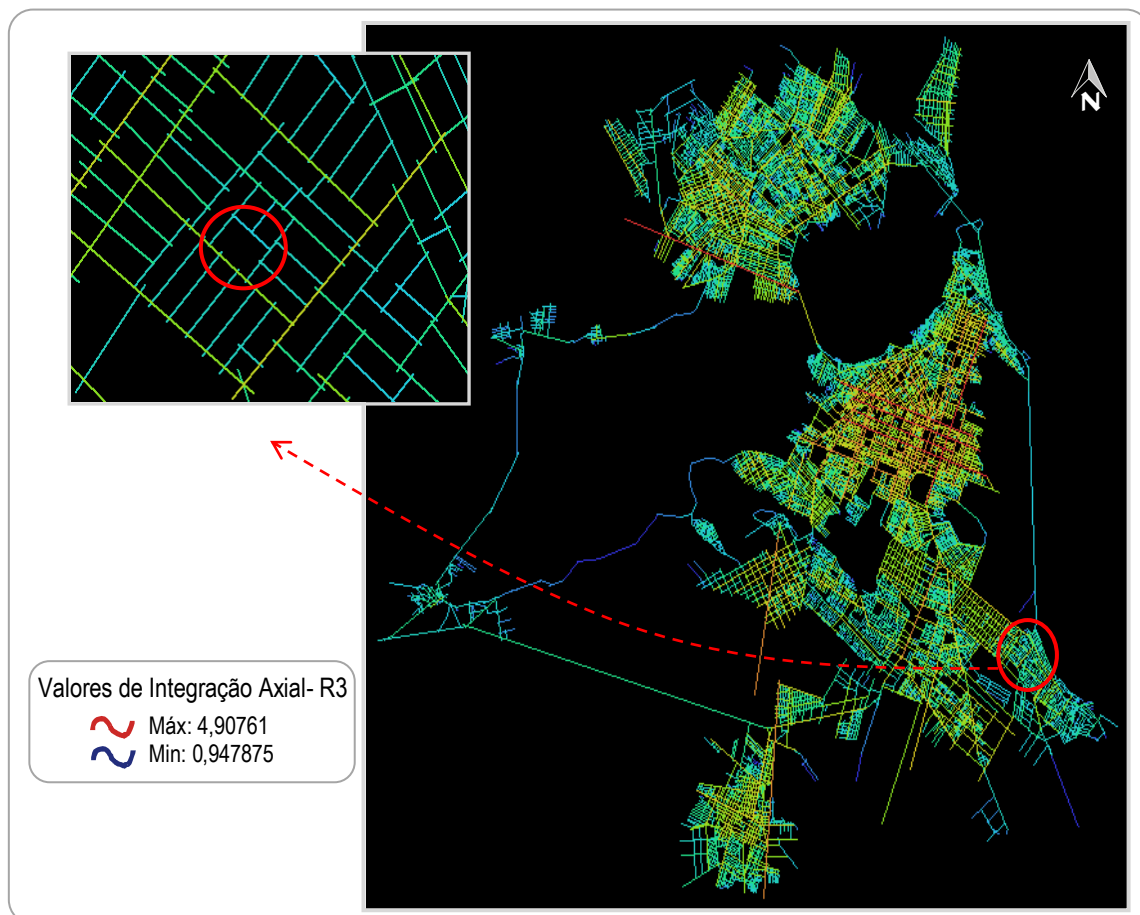 N
Valores de Integração Axial- R3
Máx: 4,90761
Min: 0,947875